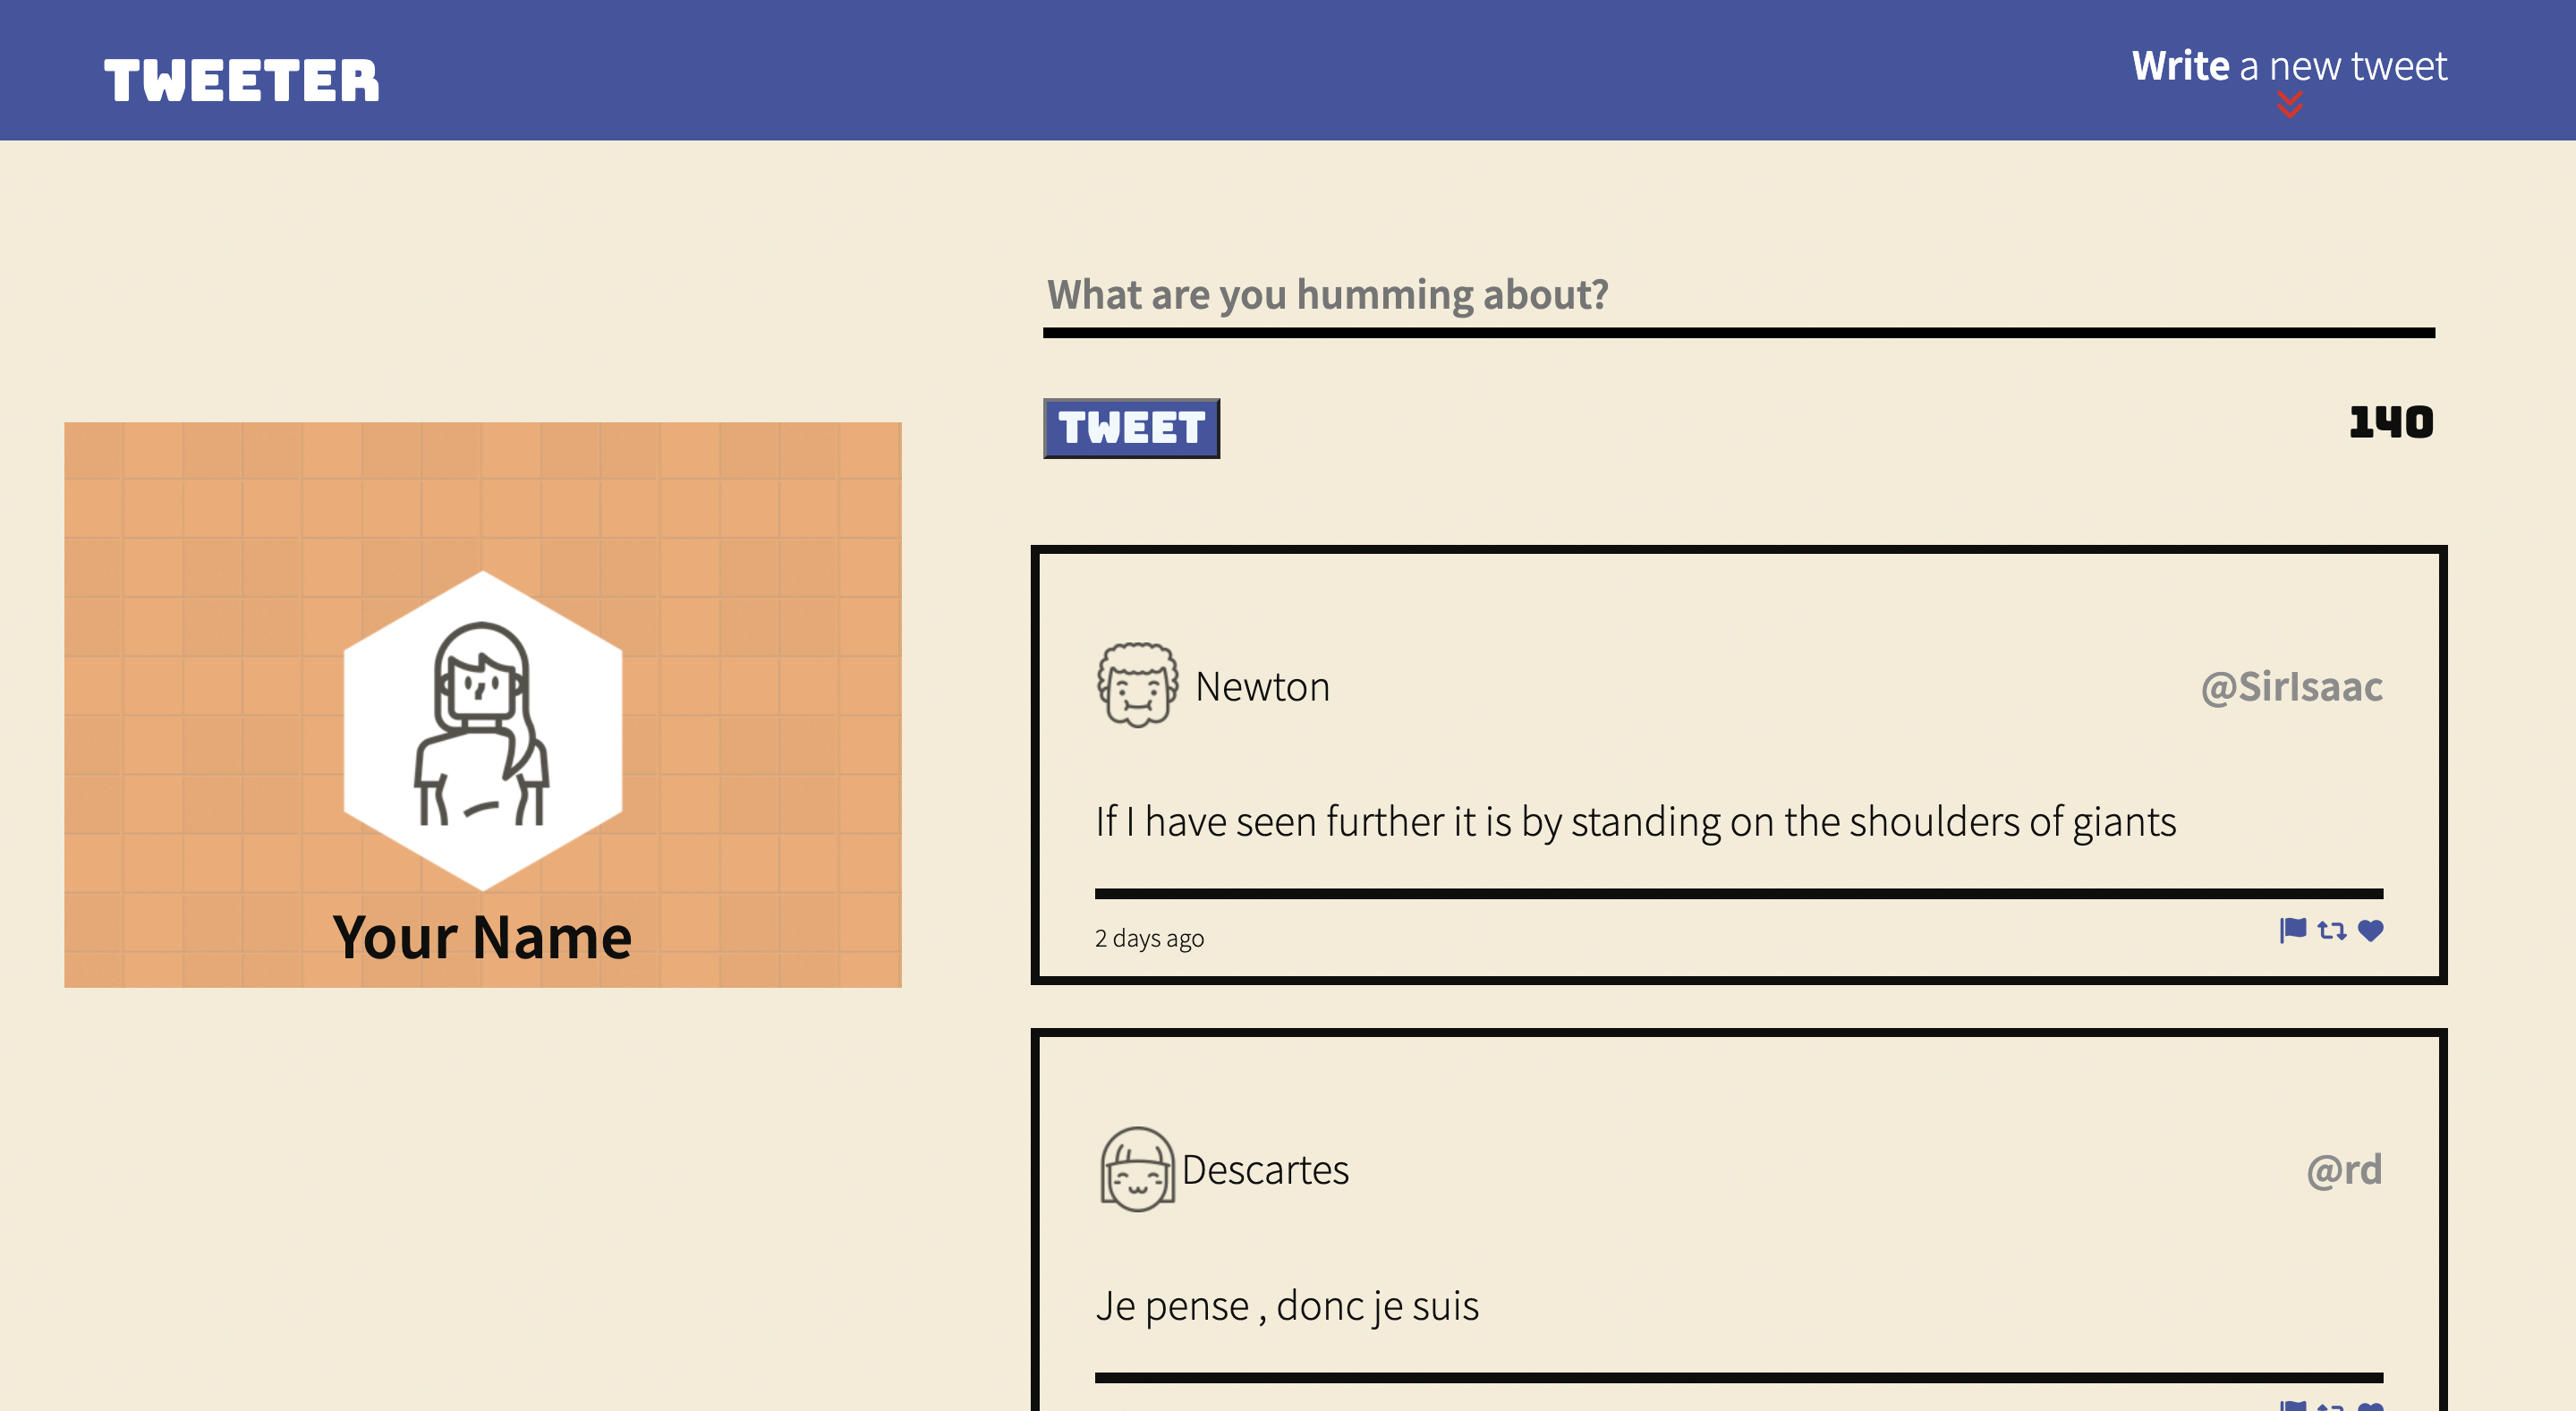 TWEETER
Write a new tweet
What are you humming about?
TWEET
140
Your Name
Newton
@SirIsaac
If I have seen further it is by standing on the shoulders of giants
2 days ago
Descartes
@rd
Je pense , donc je suis